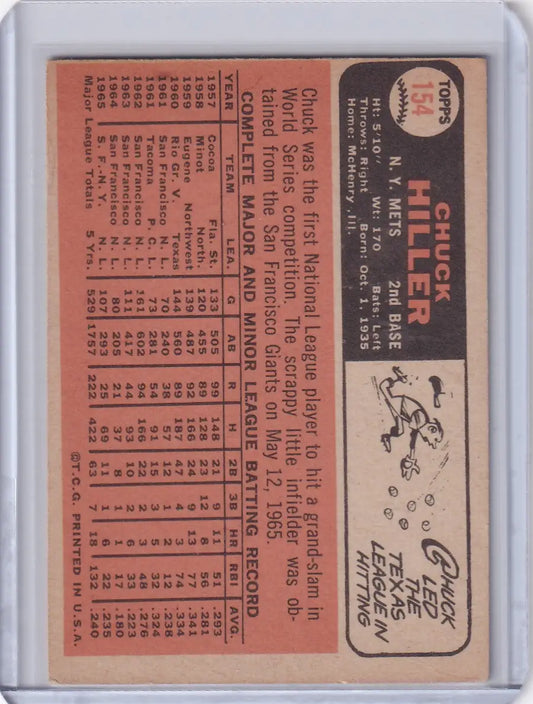 TOPPS
154
CHUCK
HILLER
N.Y. METS 2nd BASE
Ht: 5/10" Wt: 170 Bats: Left
Throws: Right Born: Oct. 1, 1935
Home: McHenry, Ill.
CHUCK
LED
THE
TEXAS
LEAGUE IN
HITTING
Chuck was the first National League player to hit a grand-slam in
World Series competition. The scrappy little infielder was ob-
tained from the San Francisco Giants on May 12, 1965.
COMPLETE MAJOR AND MINOR LEAGUE BATTING RECORD
YEAR TEAM LEA. G AB R H 2B 3B HR RBI AVG.
1957 Cocoa Fla. St. 133 505 99 148 21 9 11 51 .293
1958 Minot North. 120 455 89 128 23 12 8 56 .281
1959 Eugene Northwest 139 487 92 166 24 9 13 74 .341
1960 Rio Gr. V. Texas 144 560 89 187 47 4 3 77 .334
1961 San Francisco N. L. 70 240 38 57 12 1 2 12 .238
1961 Tacoma P. C. L. 73 281 54 91 15 2 5 32 .324
1962 San Francisco N. L. 161 602 94 166 22 2 3 48 .276
1963 San Francisco N. L. 111 417 44 93 10 2 6 33 .223
1964 San Francisco N. L. 80 205 21 37 8 1 1 17 .180
1965 S. F.-N.Y. N. L. 107 293 25 69 11 1 6 22 .235
Major League Totals 5 Yrs. 529 1757 222 422 63 7 18 132 .240
©T.C.G. PRINTED IN U.S.A.